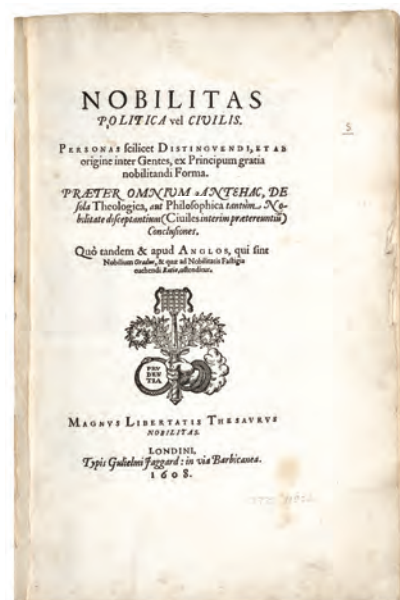 NOBILITAS
POLITICA vel CIVILIS.
PERSONAS scilicet DISTINGVENDI, ET AB
origine inter Gentes, ex Principum gratia
nobilitandi Forma.
PRÆTER OMNIVM ANTEHAC, DE
sola Theologica, aut Philosophica tantùm No-
bilitate disceptantium (Ciuiles interim prætereuntiũ)
Conclusiones.
Quò tandem & apud ANGLOS, qui sint
Nobilium Gradus, & quæ ad Nobilitatis Fastigia
euehendi Ratio, ostenditur.
PRV
DEN
TIA
MAGNVS LIBERTATIS THESAVRVS
NOBILITAS.
LONDINI,
Typis Gulielmi Jaggard: in via Barbicanea.
1608.
5